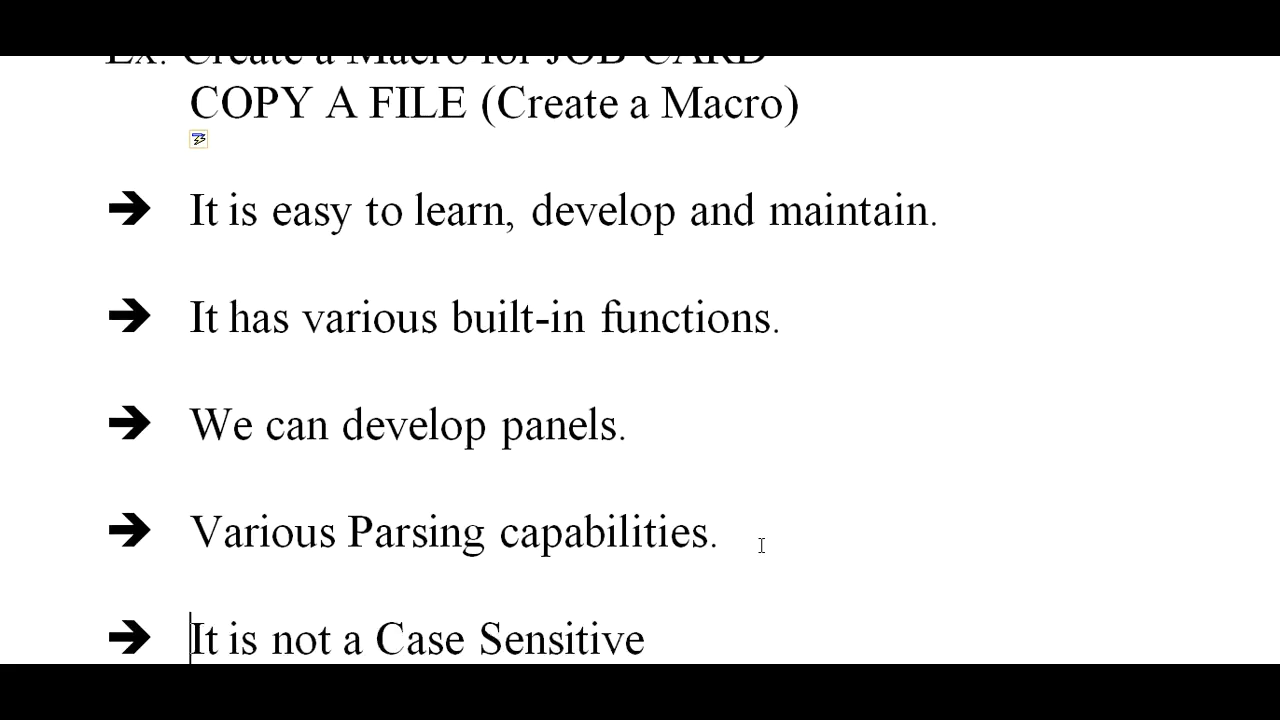 Ex: Create a Macro for JOB CARD
COPY A FILE (Create a Macro)
➔ It is easy to learn, develop and maintain.
➔ It has various built-in functions.
➔ We can develop panels.
➔ Various Parsing capabilities.
➔ It is not a Case Sensitive